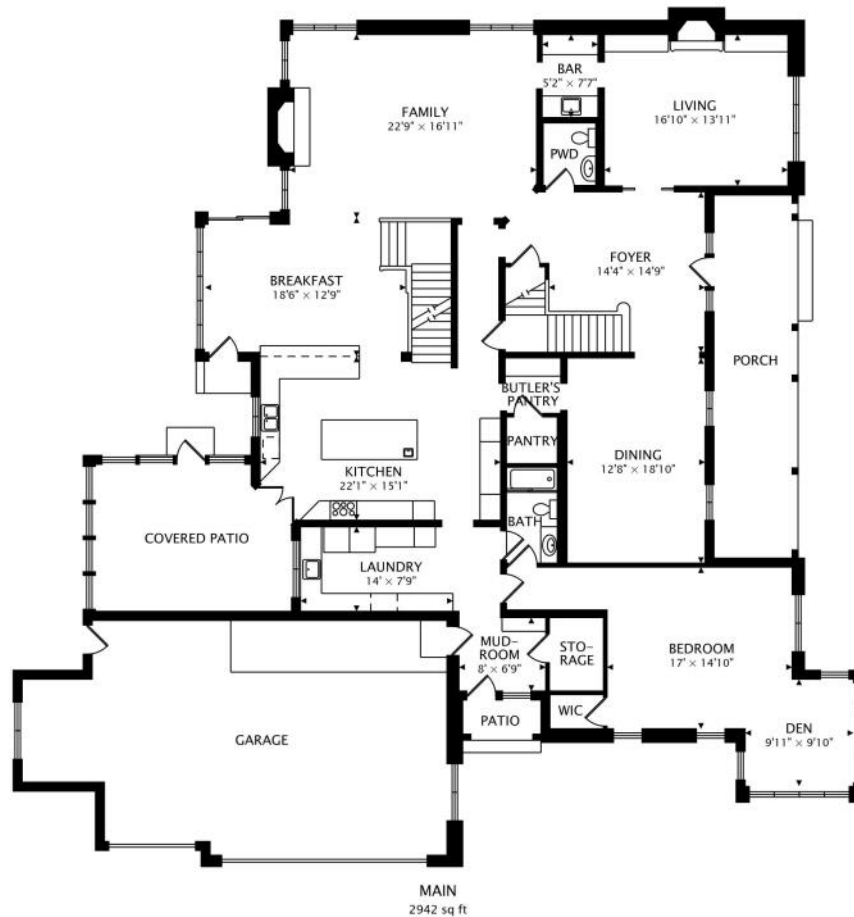 BAR
5'2" × 7'7"
FAMILY
22'9" × 16'11"
LIVING
16'10" × 13'11"
PWD
FOYER
14'4" × 14'9"
BREAKFAST
18'6" × 12'9"
PORCH
BUTLER'S
PANTRY
PANTRY
DINING
12'8" × 18'10"
KITCHEN
22'1" × 15'1"
BATH
COVERED PATIO
LAUNDRY
14' × 7'9"
MUD-
ROOM
8' × 6'9"
STO-
RAGE
BEDROOM
17' × 14'10"
WIC
PATIO
DEN
9'11" × 9'10"
GARAGE
MAIN
2942 sq ft